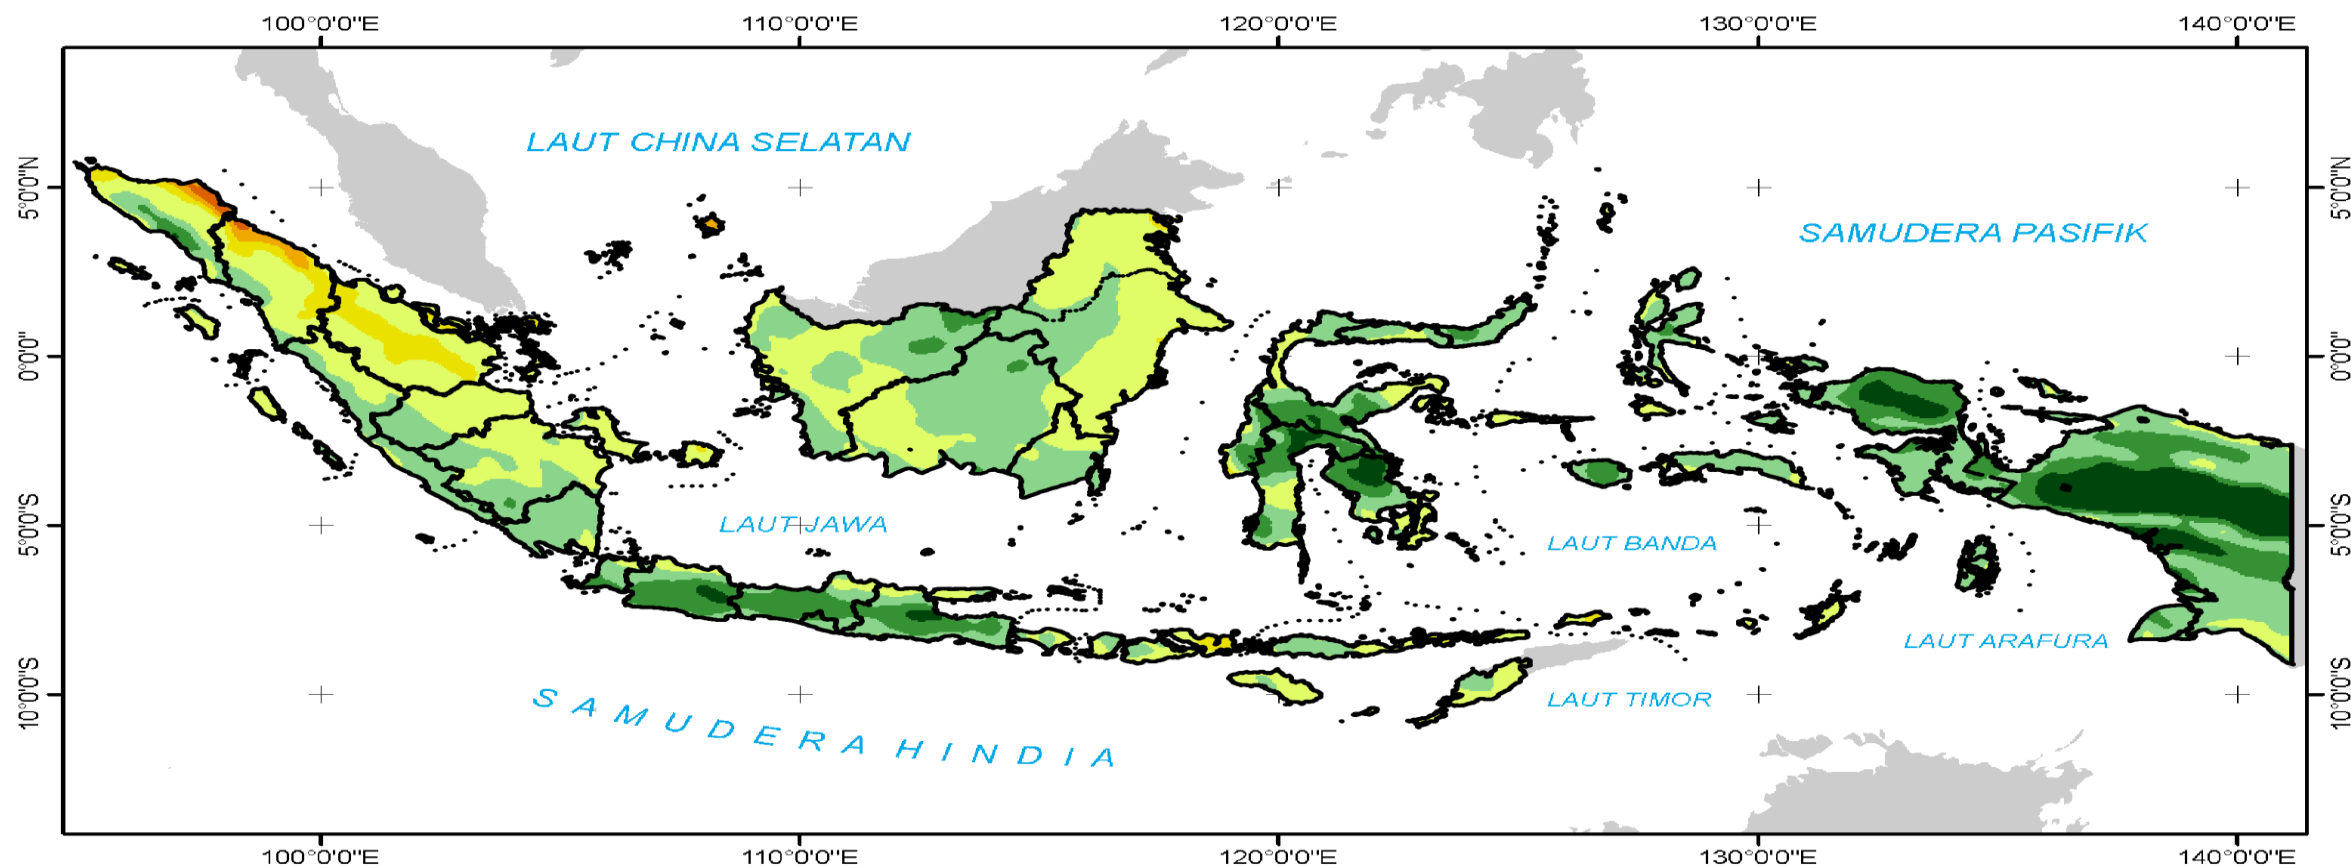 100°0'0"E 110°0'0"E 120°0'0"E 130°0'0"E 140°0'0"E
LAUT CHINA SELATAN
5°0'0"N 5°0'0"N
SAMUDERA PASIFIK
0°0'0" 0°0'0"
5°0'0"S LAUT JAWA LAUT BANDA 5°0'0"S
LAUT ARAFURA
10°0'0"S LAUT TIMOR 10°0'0"S
SAMUDERA HINDIA
100°0'0"E 110°0'0"E 120°0'0"E 130°0'0"E 140°0'0"E